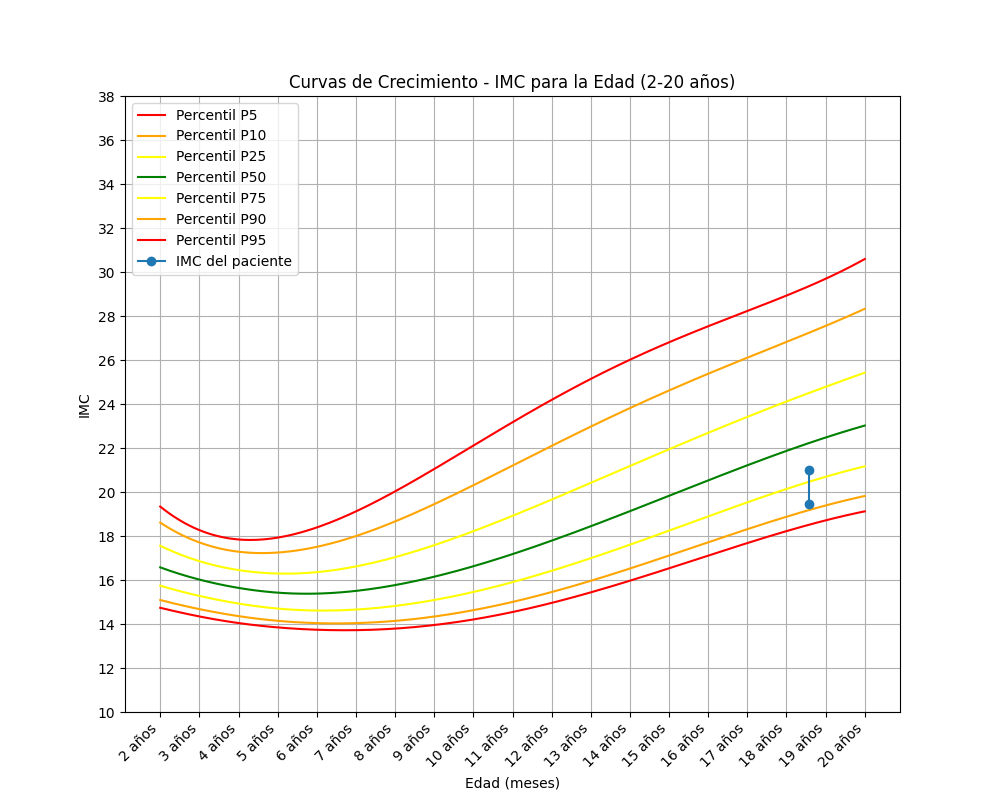 Curvas de Crecimiento - IMC para la Edad (2-20 años)
38
36
34
32
30
28
26
24
22
20
18
16
14
12
10
IMC
Percentil P5
Percentil P10
Percentil P25
Percentil P50
Percentil P75
Percentil P90
Percentil P95
IMC del paciente
2 años
3 años
4 años
5 años
6 años
7 años
8 años
9 años
10 años
11 años
12 años
13 años
14 años
15 años
16 años
17 años
18 años
19 años
20 años
Edad (meses)